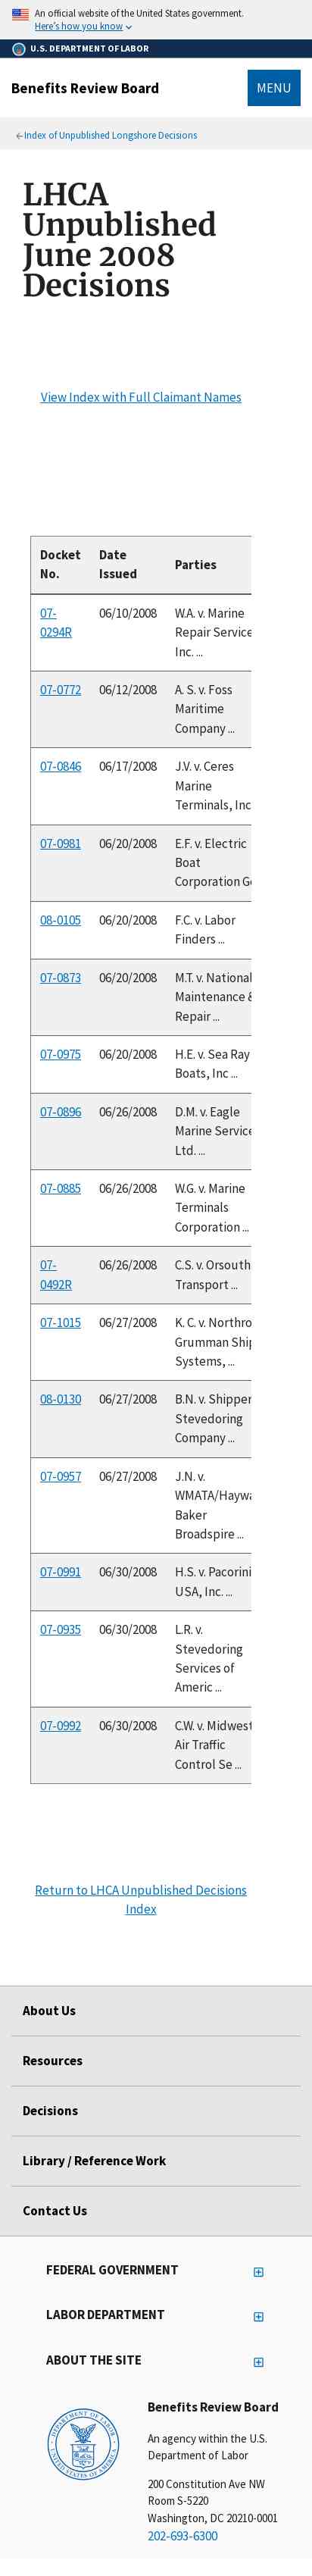 An official website of the United States government.
Here's how you know
U.S. DEPARTMENT OF LABOR
Benefits Review Board
MENU
Index of Unpublished Longshore Decisions
LHCA
Unpublished
June 2008
Decisions
View Index with Full Claimant Names
Docket No.
Date Issued
Parties
07-
0294R
06/10/2008
W.A. v. Marine
Repair Service
Inc. ...
07-0772
06/12/2008
A. S. v. Foss
Maritime
Company ...
07-0846
06/17/2008
J.V. v. Ceres
Marine
Terminals, Inc
07-0981
06/20/2008
E.F. v. Electric
Boat
Corporation
08-0105
06/20/2008
F.C. v. Labor
Finders ...
07-0873
06/20/2008
M.T. v. National
Maintenance &
Repair ...
07-0975
06/20/2008
H.E. v. Sea Ray
Boats, Inc ...
07-0896
06/26/2008
D.M. v. Eagle
Marine Service
Ltd. ...
07-0885
06/26/2008
W.G. v. Marine
Terminals
Corporation ...
07-
0492R
06/26/2008
C.S. v. Orsouth
Transport ...
07-1015
06/27/2008
K. C. v. Northro
Grumman Ship
Systems, ...
08-0130
06/27/2008
B.N. v. Shipper
Stevedoring
Company ...
07-0957
06/27/2008
J.N. v.
WMATA/Haywa
Baker
Broadspire ...
07-0991
06/30/2008
H.S. v. Pacorini
USA, Inc. ...
07-0935
06/30/2008
L.R. v.
Stevedoring
Services of
Americ ...
07-0992
06/30/2008
C.W. v. Midwest
Air Traffic
Control Se ...
Return to LHCA Unpublished Decisions
Index
About Us
Resources
Decisions
Library / Reference Work
Contact Us
FEDERAL GOVERNMENT
LABOR DEPARTMENT
ABOUT THE SITE
Benefits Review Board
An agency within the U.S.
Department of Labor
200 Constitution Ave NW
Room S-5220
Washington, DC 20210-0001
202-693-6300